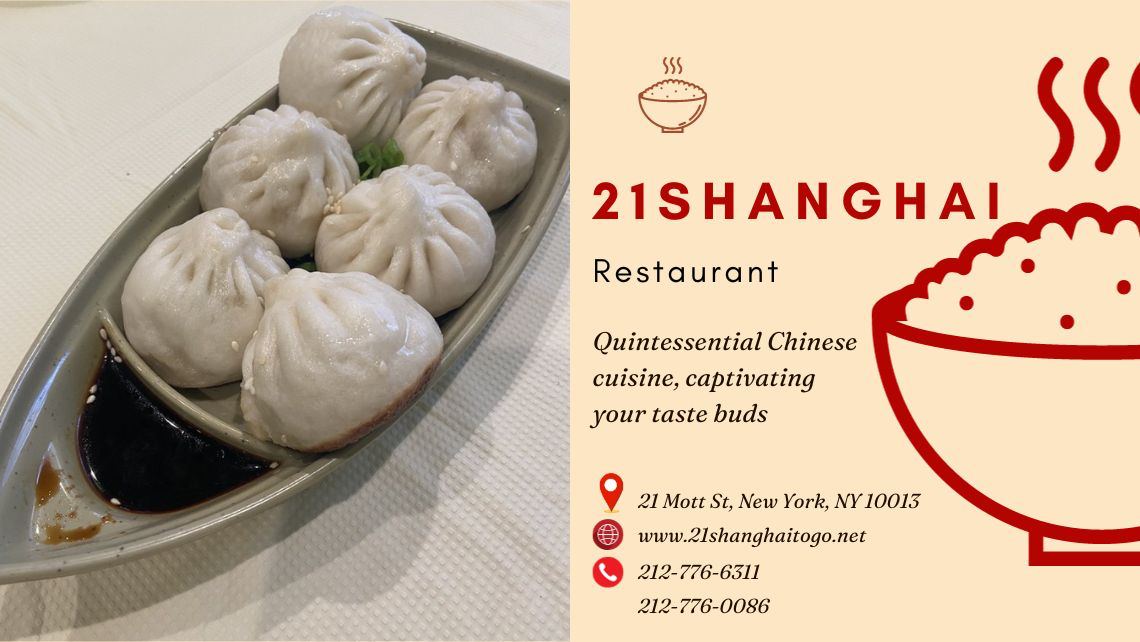 21SHANGHAI
Restaurant
Quintessential Chinese
cuisine, captivating
your taste buds
21 Mott St, New York, NY 10013
www.21shanghaitogo.net
212-776-6311
212-776-0086